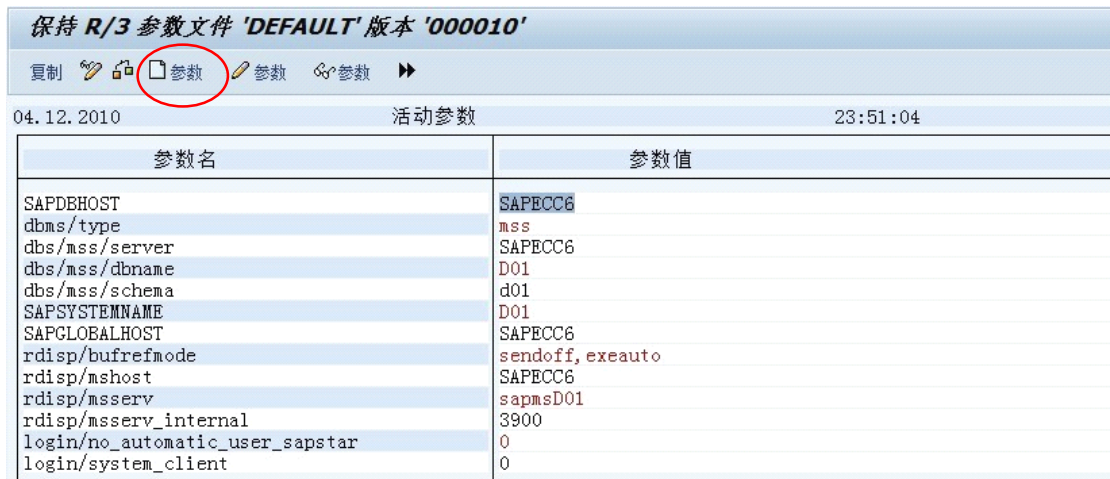 保持 R/3 参数文件 'DEFAULT' 版本 '000010'
复制 参数 参数 参数
04.12.2010 活动参数 23:51:04
参数名 参数值
SAPDBHOST SAPECC6
dbms/type mss
dbs/mss/server SAPECC6
dbs/mss/dbname D01
dbs/mss/schema d01
SAPSYSTEMNAME D01
SAPGLOBALHOST SAPECC6
rdisp/bufrefmode sendoff,exeauto
rdisp/mshost SAPECC6
rdisp/msserv sapmsD01
rdisp/msserv_internal 3900
login/no_automatic_user_sapstar 0
login/system_client 0